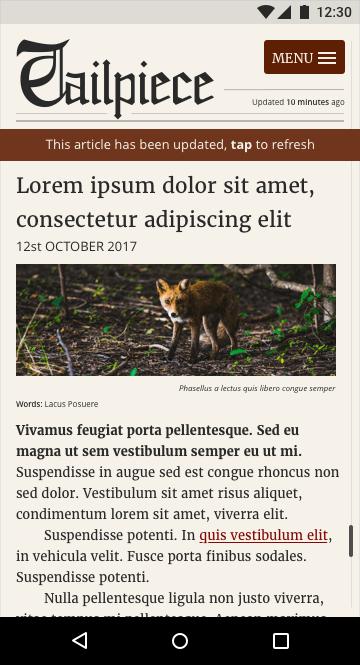 12:30
Tailpiece
MENU
Updated 10 minutes ago
This article has been updated, tap to refresh
Lorem ipsum dolor sit amet,
consectetur adipiscing elit
12st OCTOBER 2017
Phasellus a lectus quis libero congue semper
Words: Lacus Posuere
Vivamus feugiat porta pellentesque. Sed eu
magna ut sem vestibulum semper eu ut mi.
Suspendisse in augue sed est congue rhoncus non
sed dolor. Vestibulum sit amet risus aliquet,
condimentum lorem sit amet, viverra elit.
Suspendisse potenti. In quis vestibulum elit,
in vehicula velit. Fusce porta finibus sodales.
Suspendisse potenti.
Nulla pellentesque ligula non justo viverra,